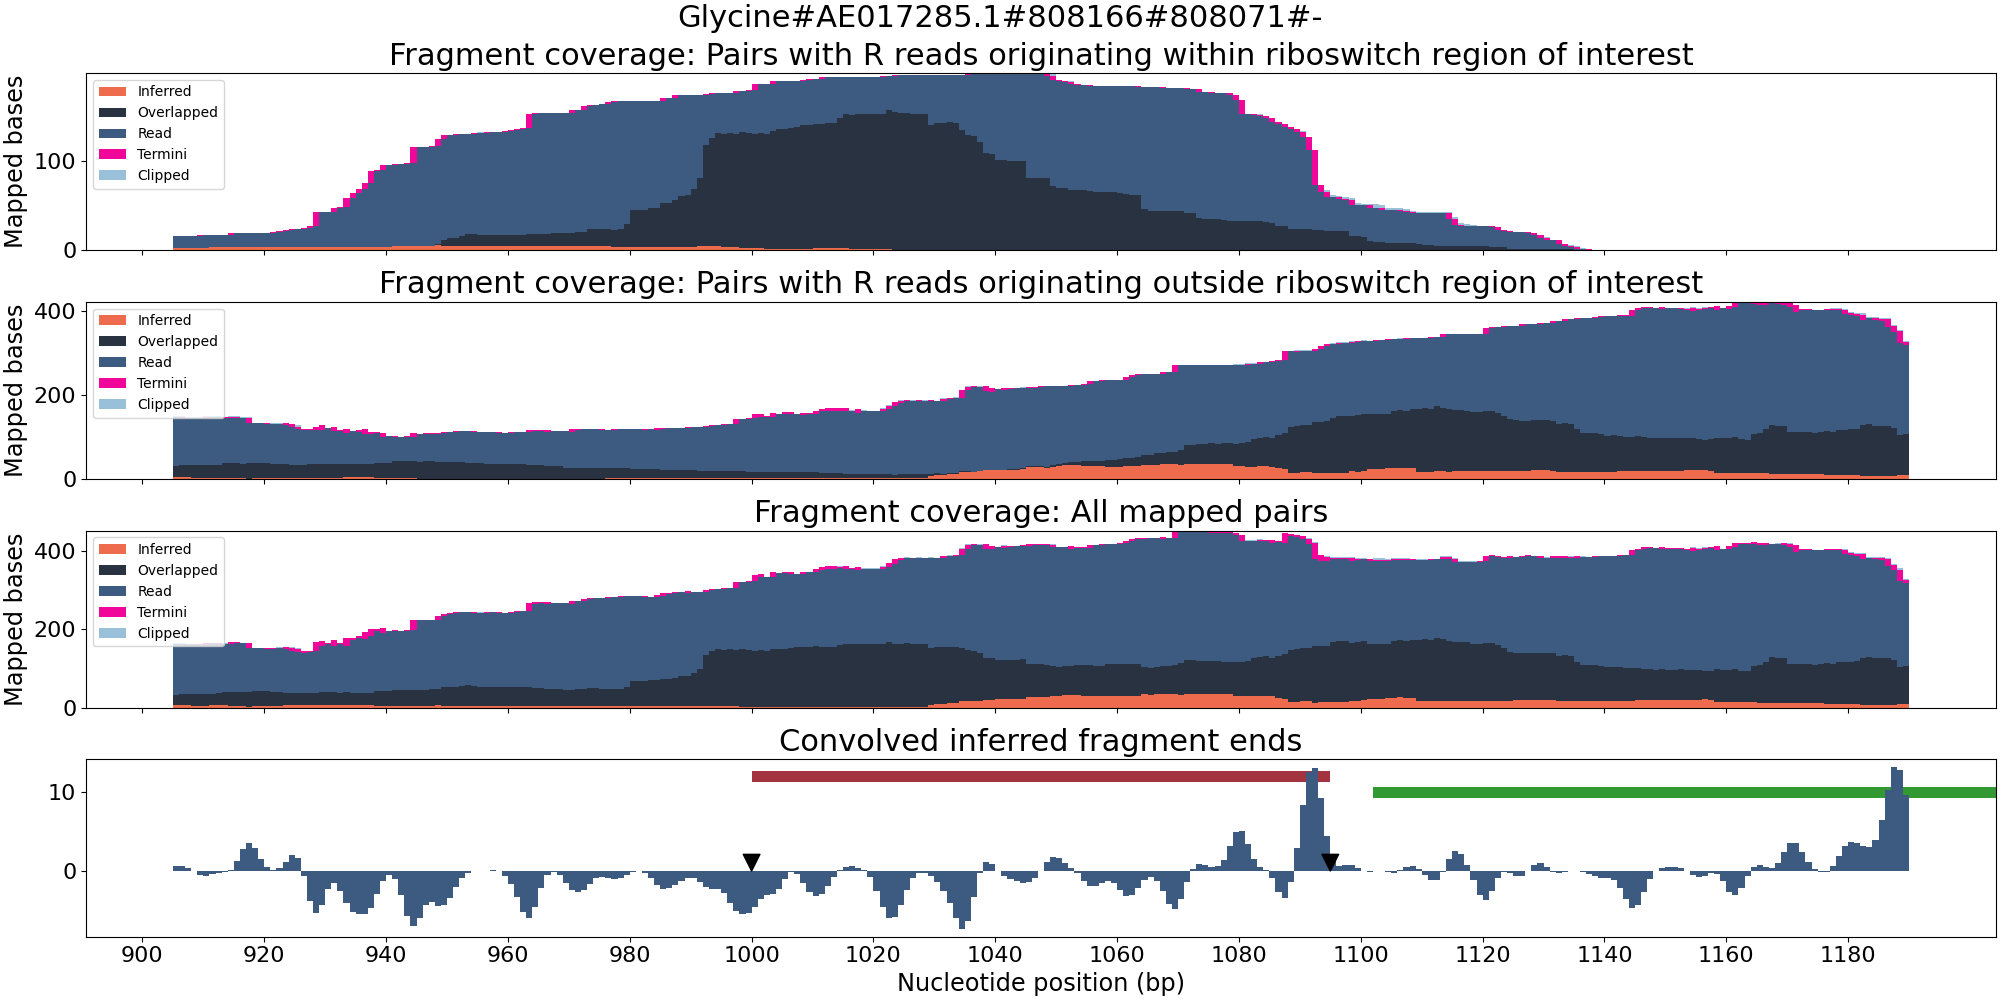 Glycine#AE017285.1#808166#808071#-
Fragment coverage: Pairs with R reads originating within riboswitch region of interest
Mapped bases
100
0
Inferred
Overlapped
Read
Termini
Clipped
Fragment coverage: Pairs with R reads originating outside riboswitch region of interest
Mapped bases
400
200
0
Inferred
Overlapped
Read
Termini
Clipped
Fragment coverage: All mapped pairs
Mapped bases
400
200
0
Inferred
Overlapped
Read
Termini
Clipped
Convolved inferred fragment ends
10
0
900 920 940 960 980 1000 1020 1040 1060 1080 1100 1120 1140 1160 1180
Nucleotide position (bp)